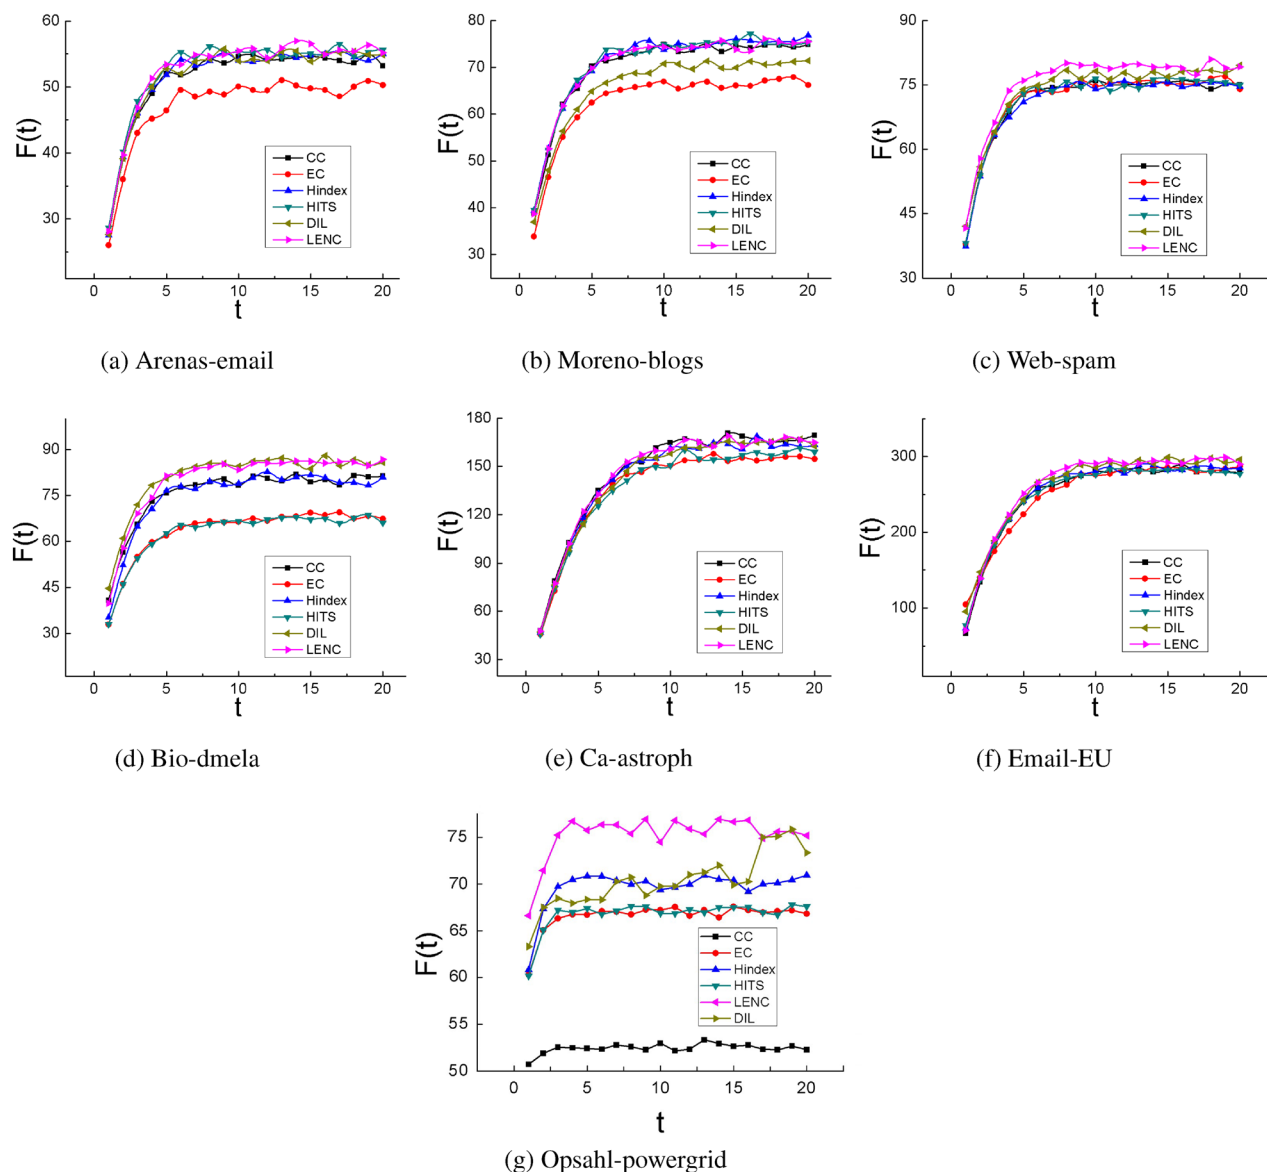 60
50
40
30
F(t)
CC
EC
Hindex
HITS
DIL
LENC
0 5 10 15 20
t
(a) Arenas-email
80
70
60
50
40
30
F(t)
CC
EC
Hindex
HITS
DIL
LENC
0 5 10 15 20
t
(b) Moreno-blogs
90
75
60
45
30
F(t)
CC
EC
Hindex
HITS
DIL
LENC
0 5 10 15 20
t
(c) Web-spam
90
75
60
45
30
F(t)
CC
EC
Hindex
HITS
DIL
LENC
0 5 10 15 20
t
(d) Bio-dmela
180
150
120
90
60
30
F(t)
CC
EC
Hindex
HITS
DIL
LENC
0 5 10 15 20
t
(e) Ca-astroph
300
200
100
F(t)
CC
EC
Hindex
HITS
DIL
LENC
0 5 10 15 20
t
(f) Email-EU
75
70
65
60
55
50
F(t)
CC
EC
Hindex
HITS
LENC
DIL
0 5 10 15 20
t
(g) Opsahl-powergrid